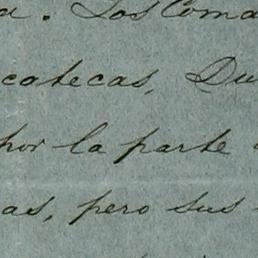 a. Los Coma
catecas, Du
por la parte
as, pero sus